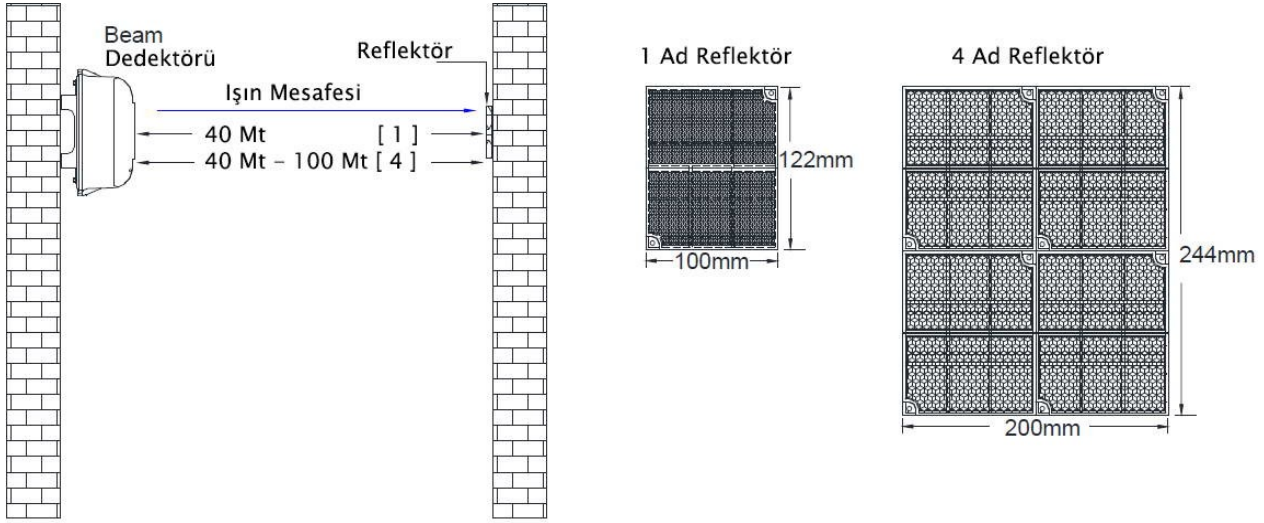 Beam
Dedektörü
Reflektör
Işın Mesafesi
40 Mt [ 1 ]
40 Mt – 100 Mt [ 4 ]
1 Ad Reflektör
122mm
100mm
4 Ad Reflektör
244mm
200mm